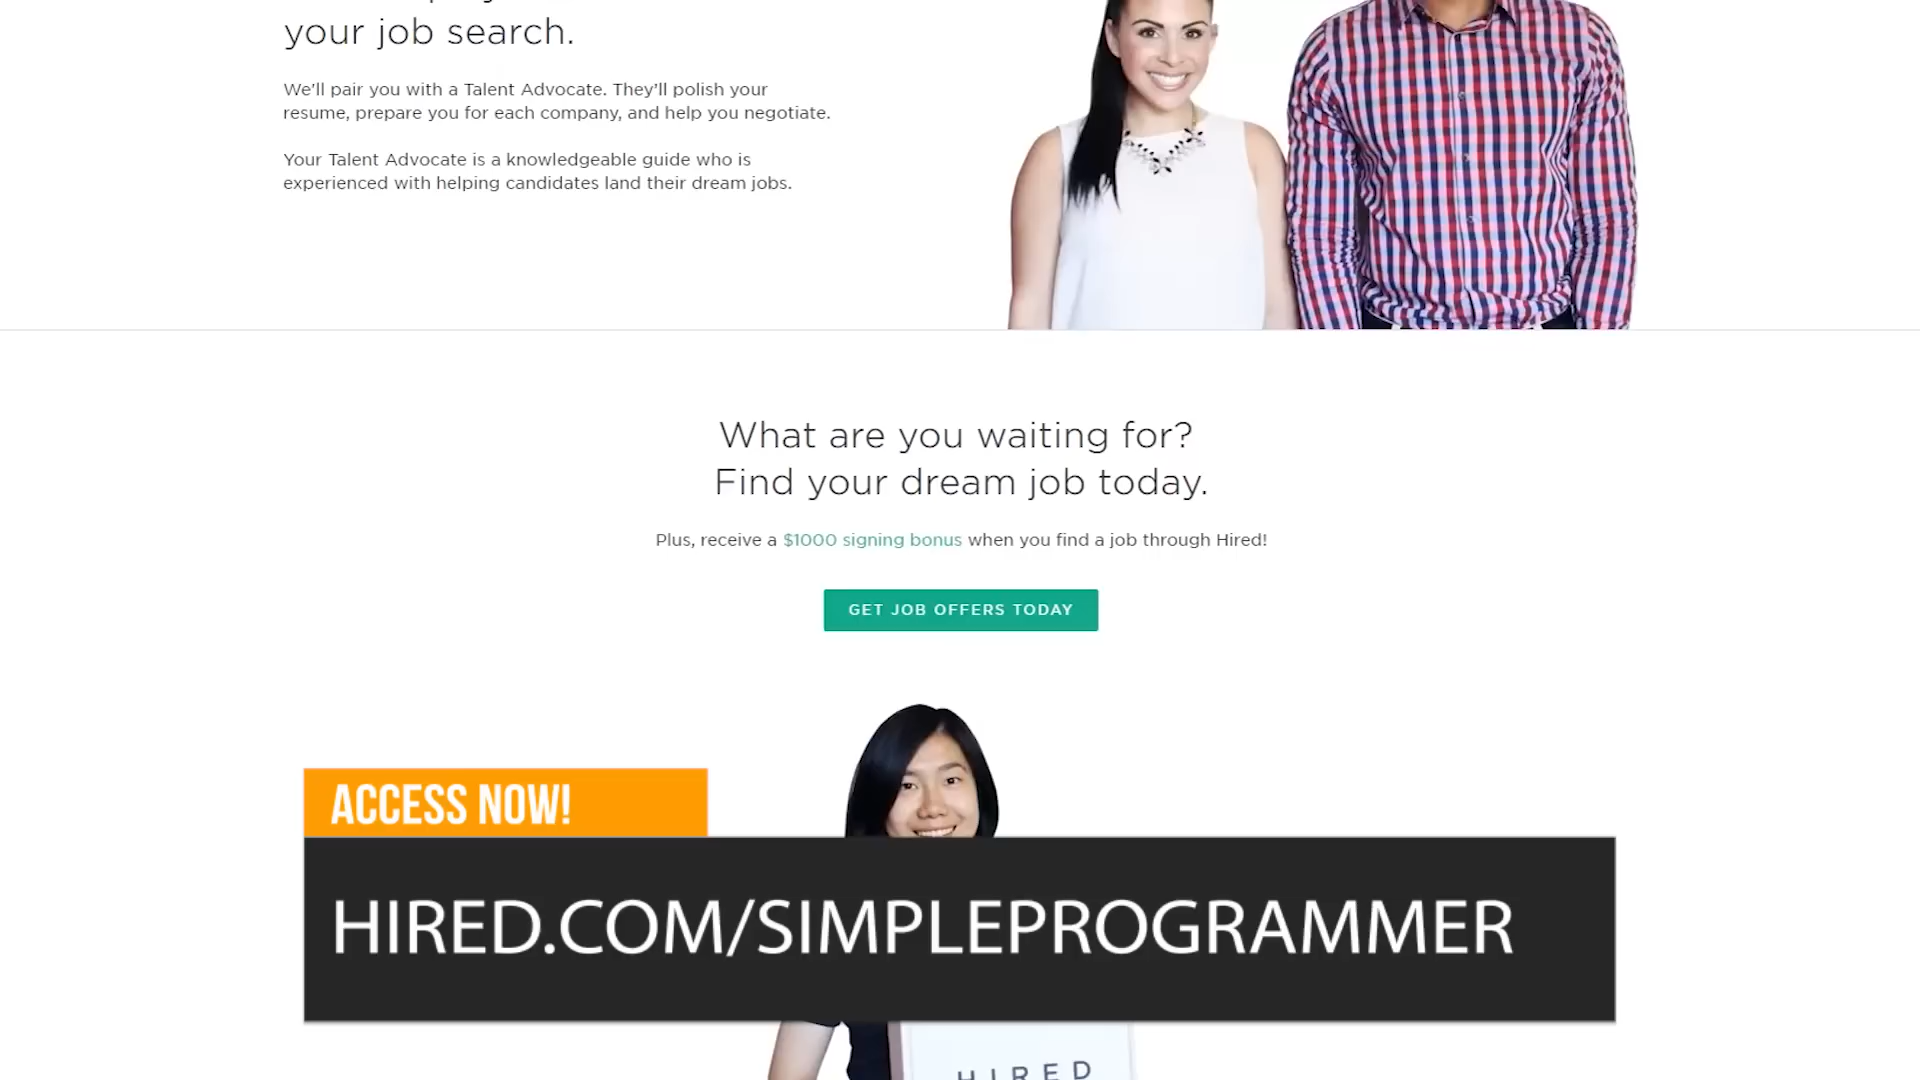 your job search.
We'll pair you with a Talent Advocate. They'll polish your
resume, prepare you for each company, and help you negotiate.
Your Talent Advocate is a knowledgeable guide who is
experienced with helping candidates land their dream jobs.
What are you waiting for?
Find your dream job today.
Plus, receive a $1000 signing bonus when you find a job through Hired!
GET JOB OFFERS TODAY
ACCESS NOW!
HIRED.COM/SIMPLEPROGRAMMER
HIRED